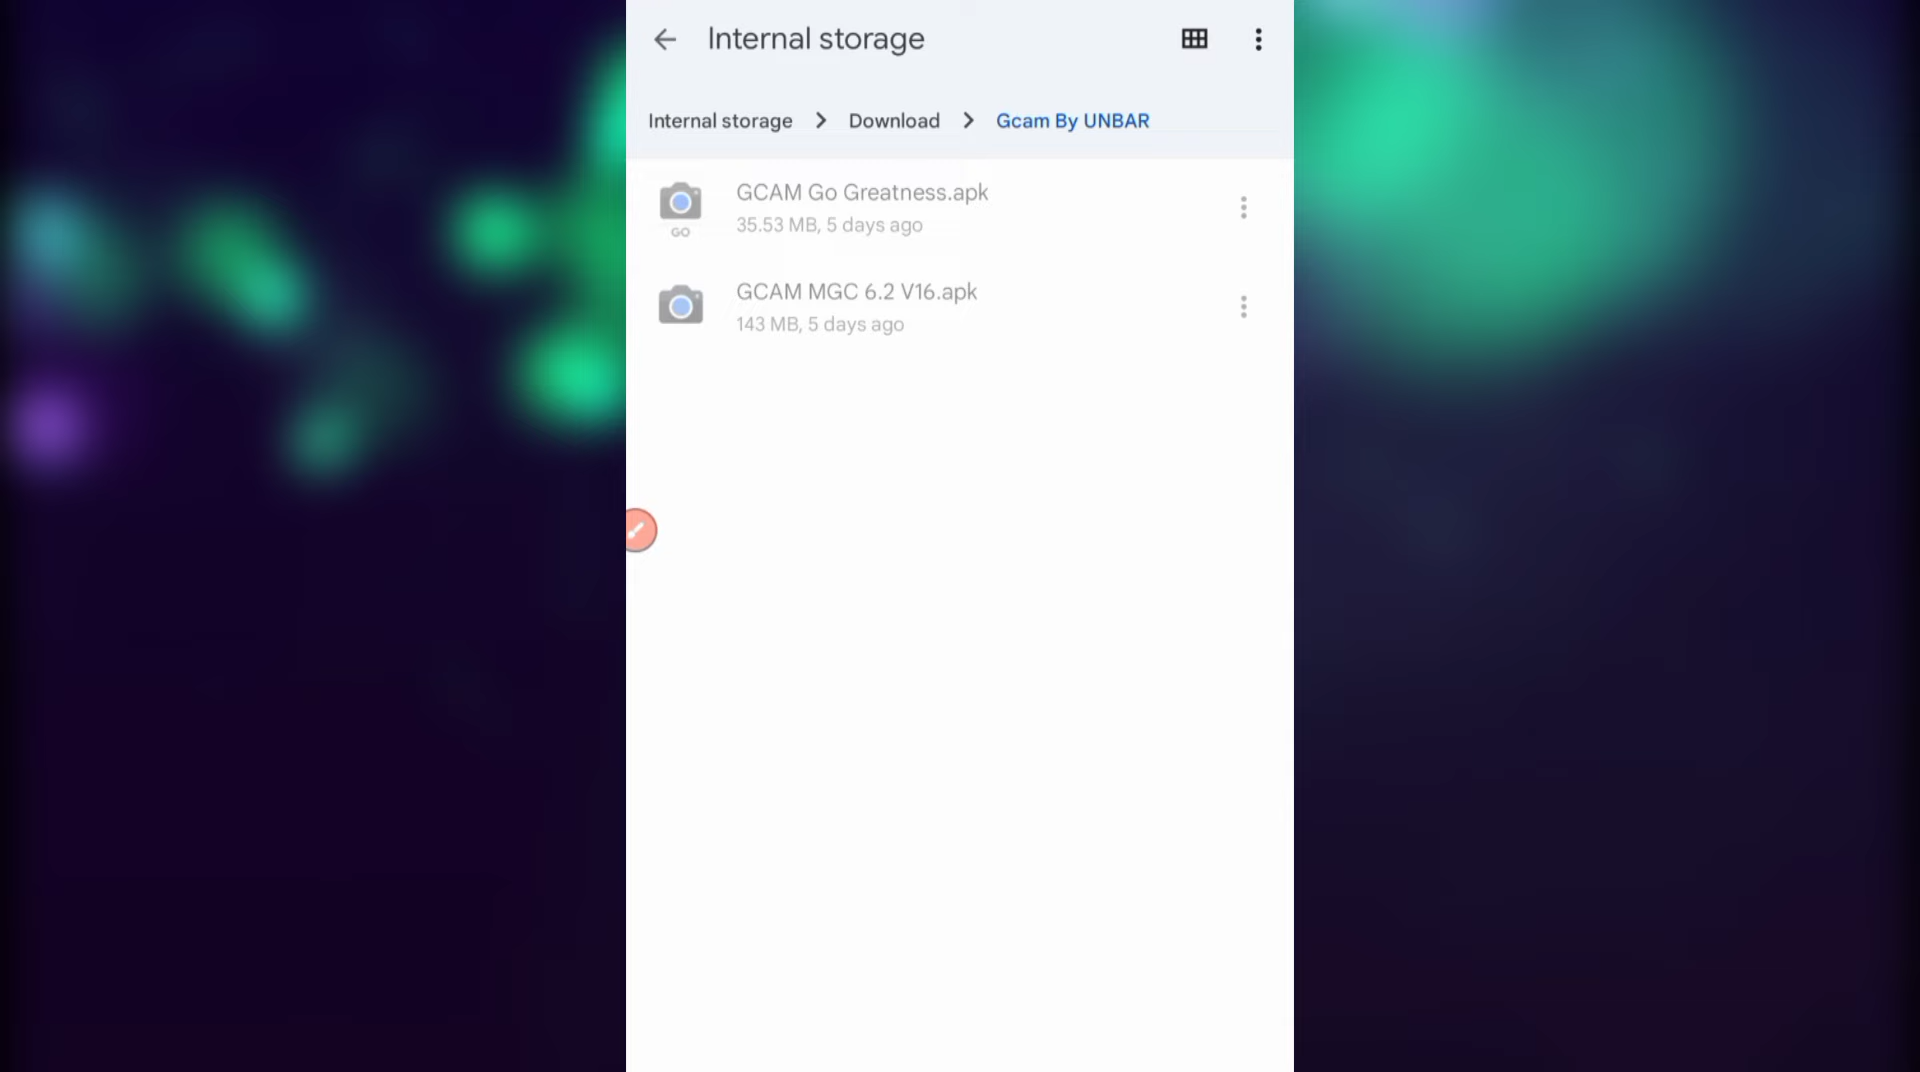 Internal storage
Internal storage > Download > Gcam By UNBAR
GCAM Go Greatness.apk
GO
35.53 MB, 5 days ago
GCAM MGC 6.2 V16.apk
143 MB, 5 days ago